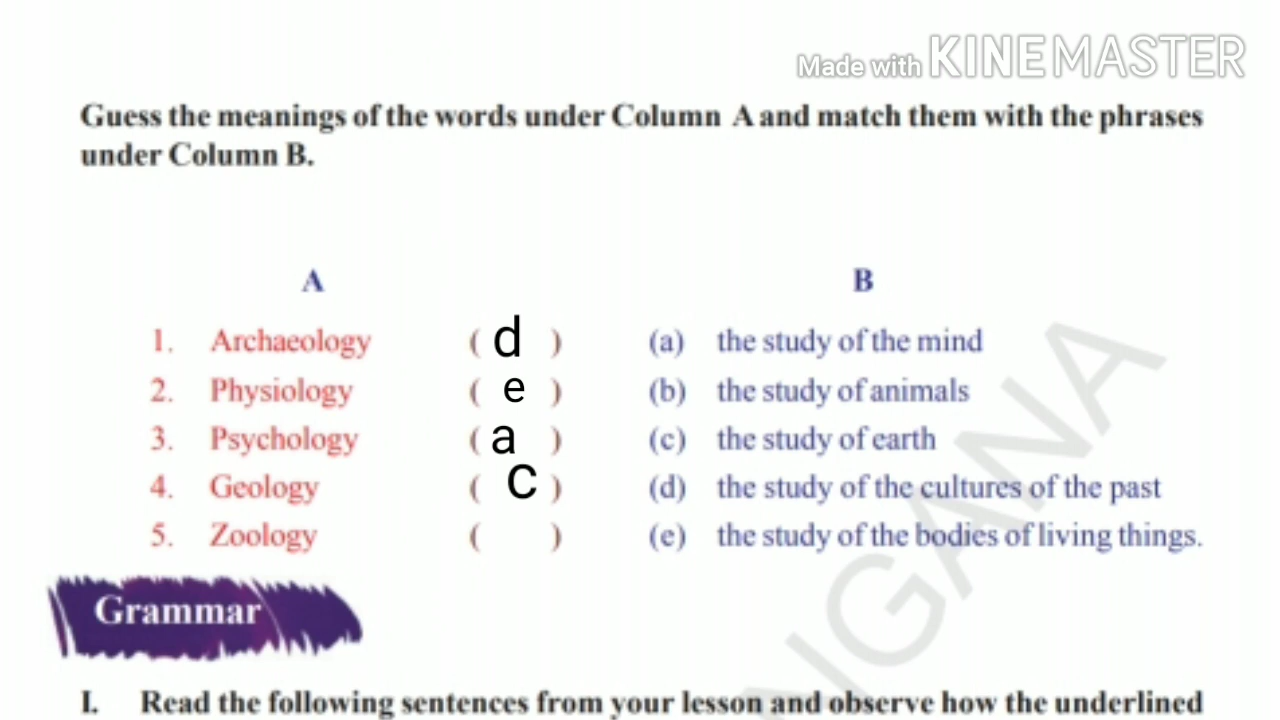 Made with KINEMASTER
Guess the meanings of the words under Column A and match them with the phrases
under Column B.
A B
1. Archaeology ( d ) (a) the study of the mind
2. Physiology ( e ) (b) the study of animals
3. Psychology ( a ) (c) the study of earth
4. Geology ( C ) (d) the study of the cultures of the past
5. Zoology ( ) (e) the study of the bodies of living things.
Grammar
I. Read the following sentences from your lesson and observe how the underlined
NGANA